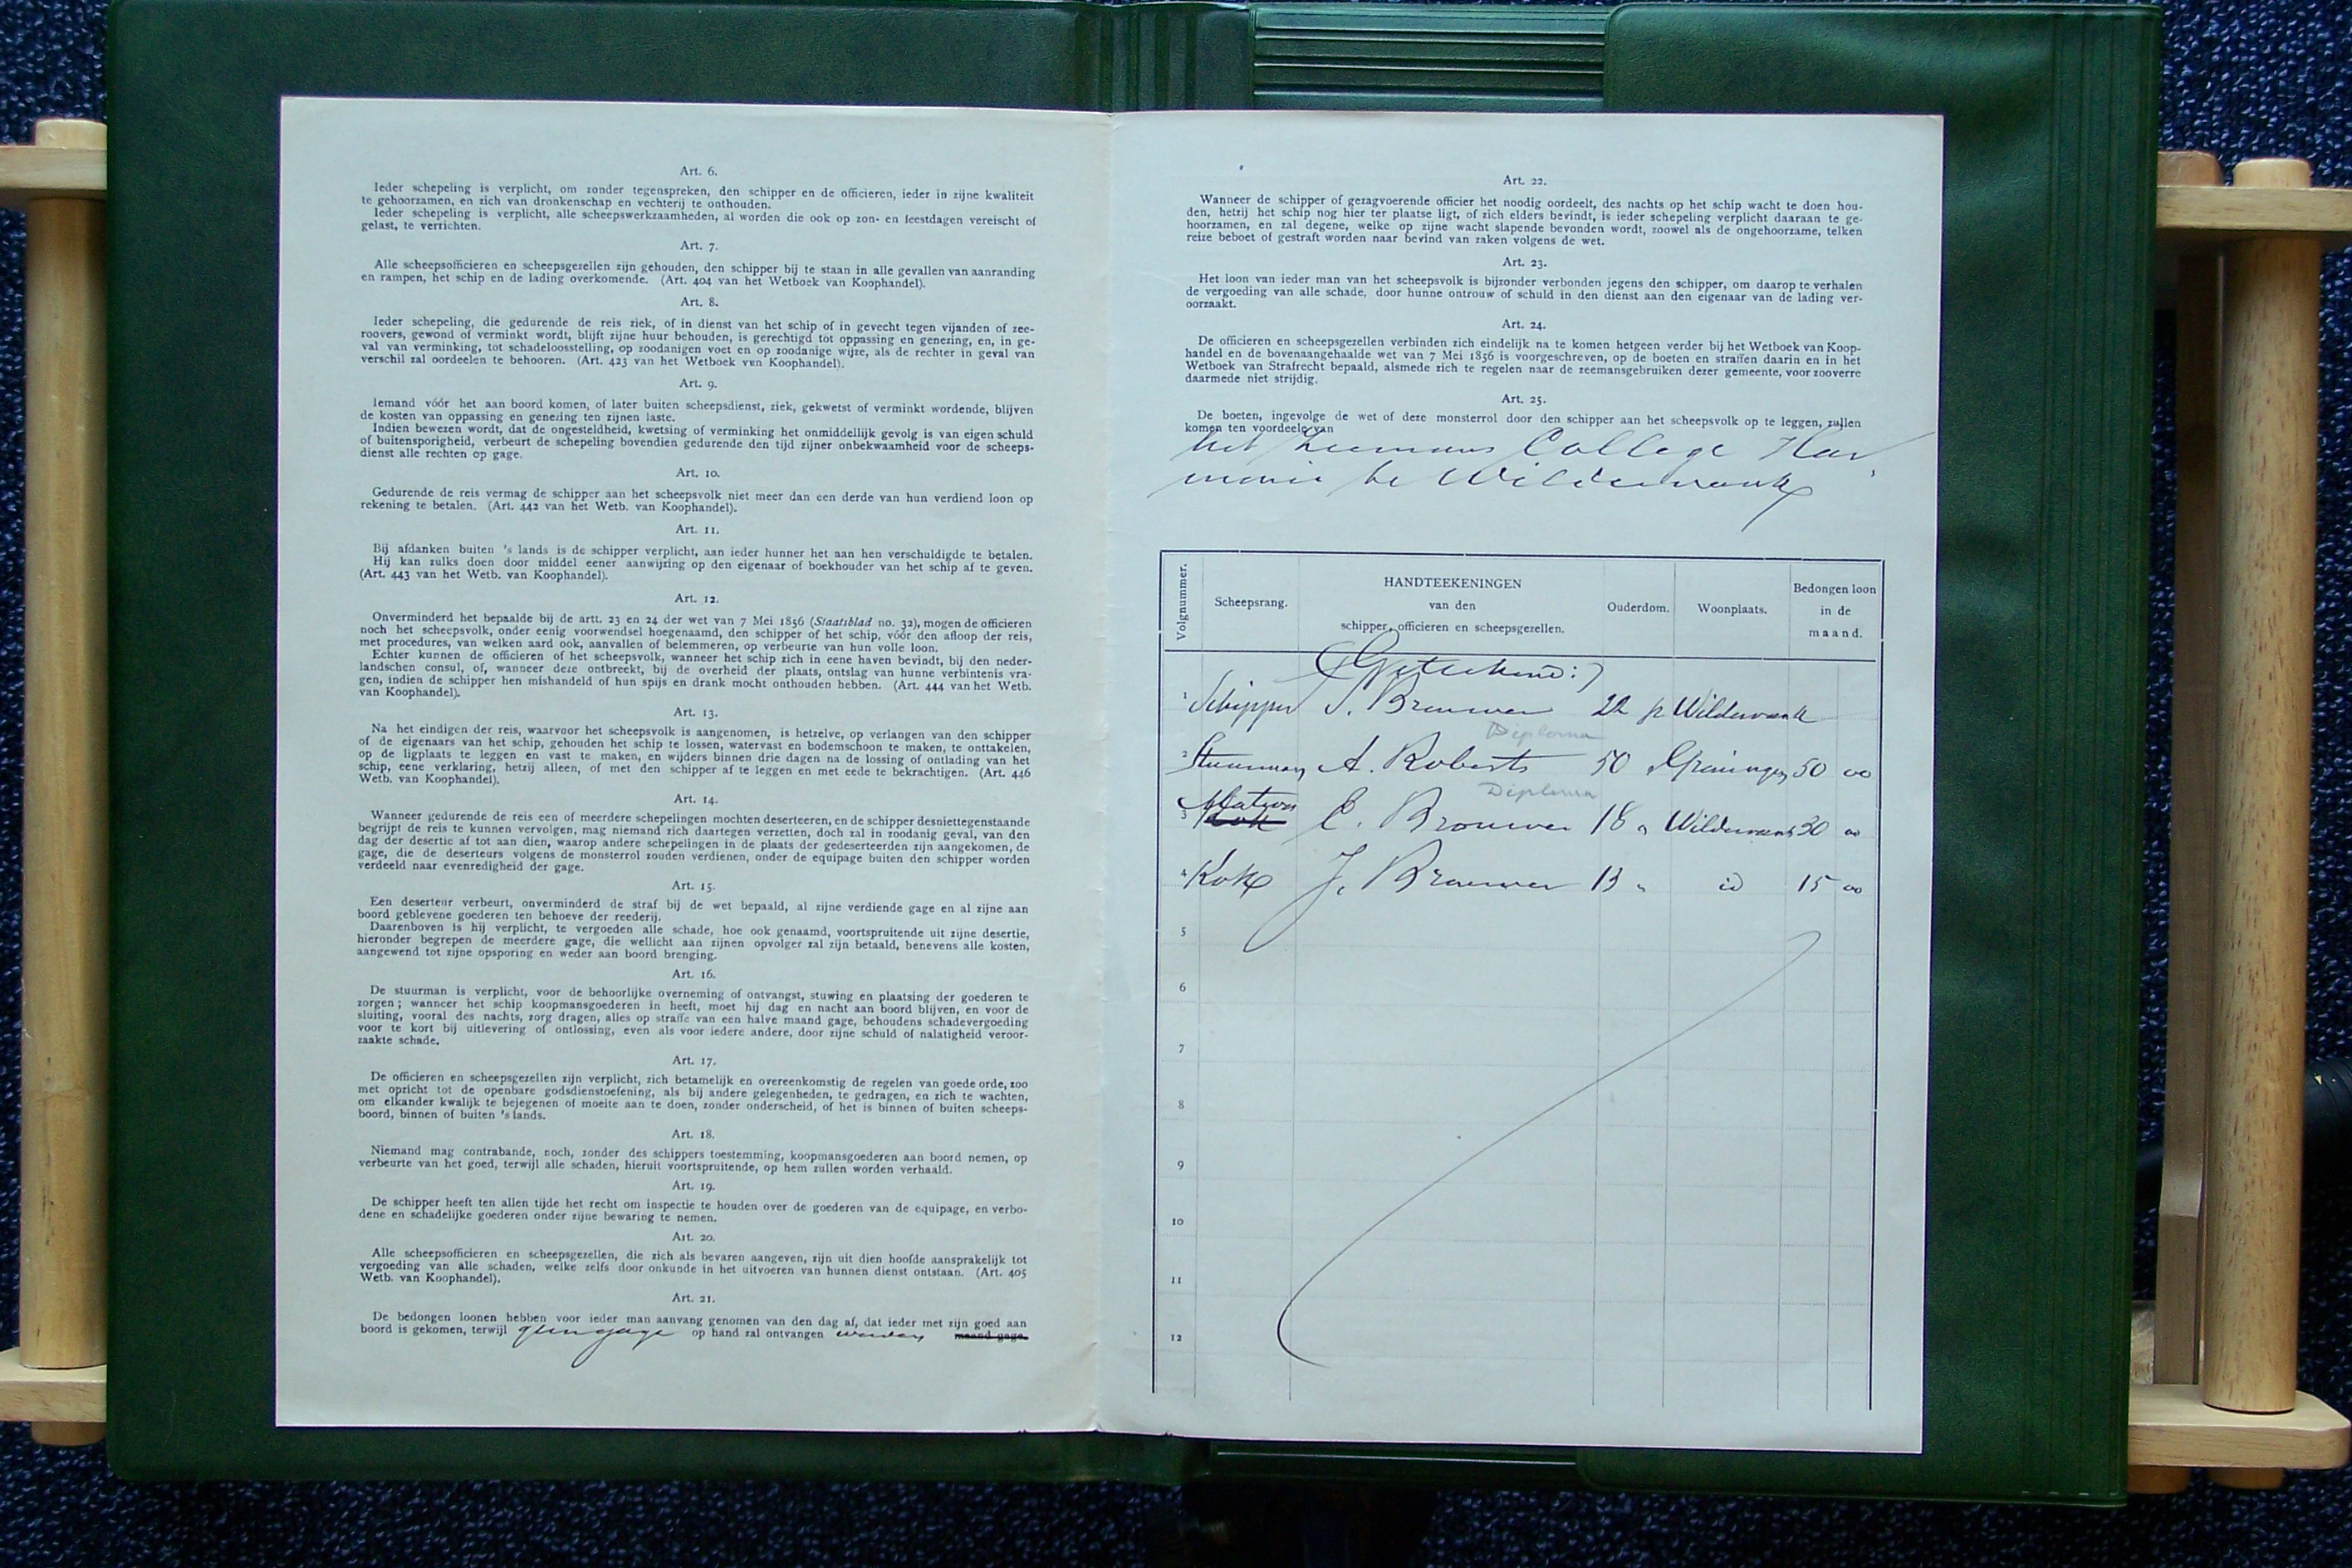 Art. 6.
Ieder schepeling is verplicht, om zonder tegenspreken, den schipper en de officieren, ieder in zijne kwaliteit
te gehoorzamen, en zich van dronkenschap en vechterij te onthouden.
Ieder schepeling is verplicht, alle scheepswerkzaamheden, al worden die ook op zon- en feestdagen vereischt of
gelast, te verrichten.
Art. 7.
Alle scheepsofficieren en scheepsgezellen zijn gehouden, den schipper bij te staan in alle gevallen van aanranding
en rampen, het schip en de lading overkomende. (Art. 404 van het Wetboek van Koophandel).
Art. 8.
Ieder schepeling, die gedurende de reis ziek, of in dienst van het schip of in gevecht tegen vijanden of zee-
roovers, gewond of verminkt wordt, blijft zijne huur behouden, is gerechtigd tot oppassing en genezing, en, in ge-
val van verminking, tot schadeloosstelling, op zoodanigen voet en op zoodanige wijze, als de rechter in geval van
verschil zal oordeelen te behooren. (Art. 423 van het Wetboek van Koophandel).
Art. 9.
Iemand vóór het aan boord komen, of later buiten scheepsdienst, ziek, gekwetst of verminkt wordende, blijven
de kosten van oppassing en genezing ten zijnen laste.
Indien bewezen wordt, dat de ongesteldheid, kwetsing of verminking het onmiddellijk gevolg is van eigen schuld
of buitensporigheid, verbeurt de schepeling bovendien gedurende den tijd zijner onbekwaamheid voor de scheeps-
dienst alle rechten op gage.
Art. 10.
Gedurende de reis vermag de schipper aan het scheepsvolk niet meer dan een derde van hun verdiend loon op
rekening te betalen. (Art. 442 van het Wetb. van Koophandel).
Art. 11.
Bij afdanken buiten 's lands is de schipper verplicht, aan ieder hunner het aan hen verschuldigde te betalen.
Hij kan zulks doen door middel eener aanwijzing op den eigenaar of boekhouder van het schip af te geven.
(Art. 443 van het Wetb. van Koophandel).
Art. 12.
Onverminderd het bepaalde bij de artt. 23 en 24 der wet van 7 Mei 1856 (Staatsblad no. 32), mogen de officieren
noch het scheepsvolk, onder eenig voorwendsel hoegenaamd, den schipper of het schip, vóór den afloop der reis,
met procedures, van welken aard ook, aanvallen of belemmeren, op verbeurte van hun volle loon.
Echter kunnen de officieren of het scheepsvolk, wanneer het schip zich in eene haven bevindt, bij den neder-
landschen consul, of, wanneer deze ontbreekt, bij de overheid der plaats, ontslag van hunne verbintenis vra-
gen, indien de schipper hen mishandeld of hun spijs en drank mocht onthouden hebben. (Art. 444 van het Wetb.
van Koophandel).
Art. 13.
Na het eindigen der reis, waarvoor het scheepsvolk is aangenomen, is hetzelve, op verlangen van den schipper
of de eigenaars van het schip, gehouden het schip te lossen, watervast en bodemschoon te maken, te onttakelen,
op de ligplaats te leggen en vast te maken, en wijders binnen drie dagen na de lossing of ontlading van het
schip, eene verklaring, hetzij alleen, of met den schipper af te leggen en met eede te bekrachtigen. (Art. 446
Wetb. van Koophandel).
Art. 14.
Wanneer gedurende de reis een of meerdere schepelingen mochten deserteeren, en de schipper desniettegenstaande
begrijpt de reis te kunnen vervolgen, mag niemand zich daartegen verzetten, doch zal in zoodanig geval, van den
dag der desertie af tot aan dien, waarop andere schepelingen in de plaats der gedeserteerden zijn aangekomen, de
gage, die de deserteurs volgens de monsterrol zouden verdienen, onder de equipage buiten den schipper worden
verdeeld naar evenredigheid der gage.
Art. 15.
Een deserteur verbeurt, onverminderd de straf bij de wet bepaald, al zijne verdiende gage en al zijne aan
boord geblevene goederen ten behoeve der reederij.
Daarenboven is hij verplicht, te vergoeden alle schade, hoe ook genaamd, voortspruitende uit zijne desertie,
hieronder begrepen de meerdere gage, die wellicht aan zijnen opvolger zal zijn betaald, benevens alle kosten,
aangewend tot zijne opsporing en weder aan boord brenging.
Art. 16.
De stuurman is verplicht, voor de behoorlijke overneming of ontvangst, stuwing en plaatsing der goederen te
zorgen; wanneer het schip koopmansgoederen in heeft, moet hij dag en nacht aan boord blijven, en voor de
sluiting, vooral des nachts, zorg dragen, alles op straffe van een halve maand gage, behoudens schadevergoeding
voor te kort bij uitlevering of ontlossing, even als voor iedere andere, door zijne schuld of nalatigheid veroor-
zaakte schade.
Art. 17.
De officieren en scheepsgezellen zijn verplicht, zich betamelijk en overeenkomstig de regelen van goede orde, zoo
met opricht tot de openbare godsdienstoefening, als bij andere gelegenheden, te gedragen, en zich te wachten,
om elkander kwalijk te bejegenen of moeite aan te doen, zonder onderscheid, of het is binnen of buiten scheeps-
boord, binnen of buiten 's lands.
Art. 18.
Niemand mag contrabande, noch, zonder des schippers toestemming, koopmansgoederen aan boord nemen, op
verbeurte van het goed, terwijl alle schaden, hieruit voortspruitende, op hem zullen worden verhaald.
Art. 19.
De schipper heeft ten allen tijde het recht om inspectie te houden over de goederen van de equipage, en verbo-
dene en schadelijke goederen onder zijne bewaring te nemen.
Art. 20.
Alle scheepsofficieren en scheepsgezellen, die zich als bevaren aangeven, zijn uit dien hoofde aansprakelijk tot
vergoeding van alle schaden, welke zelfs door onkunde in het uitvoeren van hunnen dienst ontstaan. (Art. 405
Wetb. van Koophandel).
Art. 21.
De bedongen loonen hebben voor ieder man aanvang genomen van den dag af, dat ieder met zijn goed aan
boord is gekomen, terwijl geen gage op hand zal ontvangen worden maand gage.
Art. 22.
Wanneer de schipper of gezagvoerende officier het noodig oordeelt, des nachts op het schip wacht te doen hou-
den, hetzij het schip nog hier ter plaatse ligt, of zich elders bevindt, is ieder schepeling verplicht daaraan te ge-
hoorzamen, en zal degene, welke op zijne wacht slapende bevonden wordt, zoowel als de ongehoorzame, telken
reize beboet of gestraft worden naar bevind van zaken volgens de wet.
Art. 23.
Het loon van ieder man van het scheepsvolk is bijzonder verbonden jegens den schipper, om daarop te verhalen
de vergoeding van alle schade, door hunne ontrouw of schuld in den dienst aan den eigenaar van de lading ver-
oorzaakt.
Art. 24.
De officieren en scheepsgezellen verbinden zich eindelijk na te komen hetgeen verder bij het Wetboek van Koop-
handel en de bovenaangehaalde wet van 7 Mei 1856 is voorgeschreven, op de boeten en straffen daarin en in het
Wetboek van Strafrecht bepaald, alsmede zich te regelen naar de zeemansgebruiken dezer gemeente, voor zooverre
daarmede niet strijdig.
Art. 25.
De boeten, ingevolge de wet of deze monsterrol door den schipper aan het scheepsvolk op te leggen, zullen
komen ten voordeele van
het Zeemans College Har
monie te Wildervank
Volgnummer. Scheepsrang. HANDTEEKENINGEN van den schipper, officieren en scheepsgezellen. Ouderdom. Woonplaats. Bedongen loon in de maand.
(Geteekend:)
1 Schipper J. Brouwer 22 jr Wildervank
Diploma
2 Stuurman A. Roberts 50 " Groningen 50 00
Diploma
3 Matroos Kok E. Brouwer 18 " Wildervank 30 00
4 Kok J. Brouwer 13 " id 15 00
5
6
7
8
9
10
11
12